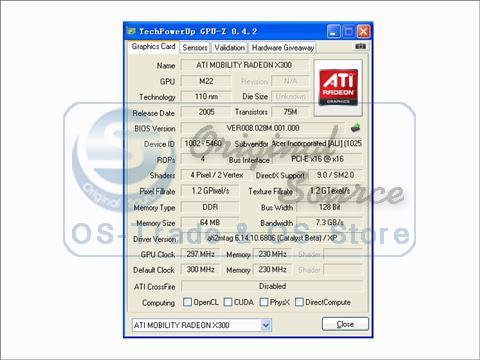 TechPowerUp GPU-Z 0.4.2
Graphics Card Sensors Validation Hardware Giveaway
Name ATI MOBILITY RADEON X300
GPU M22 Revision N/A
Technology 110 nm Die Size Unknown
Release Date 2005 Transistors 75M
ATI
RADEON
GRAPHICS
BIOS Version VER008.028M.001.000
Device ID 1002 - 5460 Subvendor Acer Incorporated [ALI] (1025
ROPs 4 Bus Interface PCI-E x16 @ x16
Shaders 4 Pixel / 2 Vertex DirectX Support 9.0 / SM2.0
Pixel Fillrate 1.2 GPixel/s Texture Fillrate 1.2 GTexel/s
Memory Type DDR Bus Width 128 Bit
Memory Size 64 MB Bandwidth 7.3 GB/s
Driver Version ati2mtag 6.14.10.6806 (Catalyst Beta) / XP
GPU Clock 297 MHz Memory 230 MHz Shader
Default Clock 300 MHz Memory 230 MHz Shader
ATI CrossFire Disabled
Computing OpenCL CUDA PhysX DirectCompute
ATI MOBILITY RADEON X300 Close
Original
Source
OS-Trade & OS Store